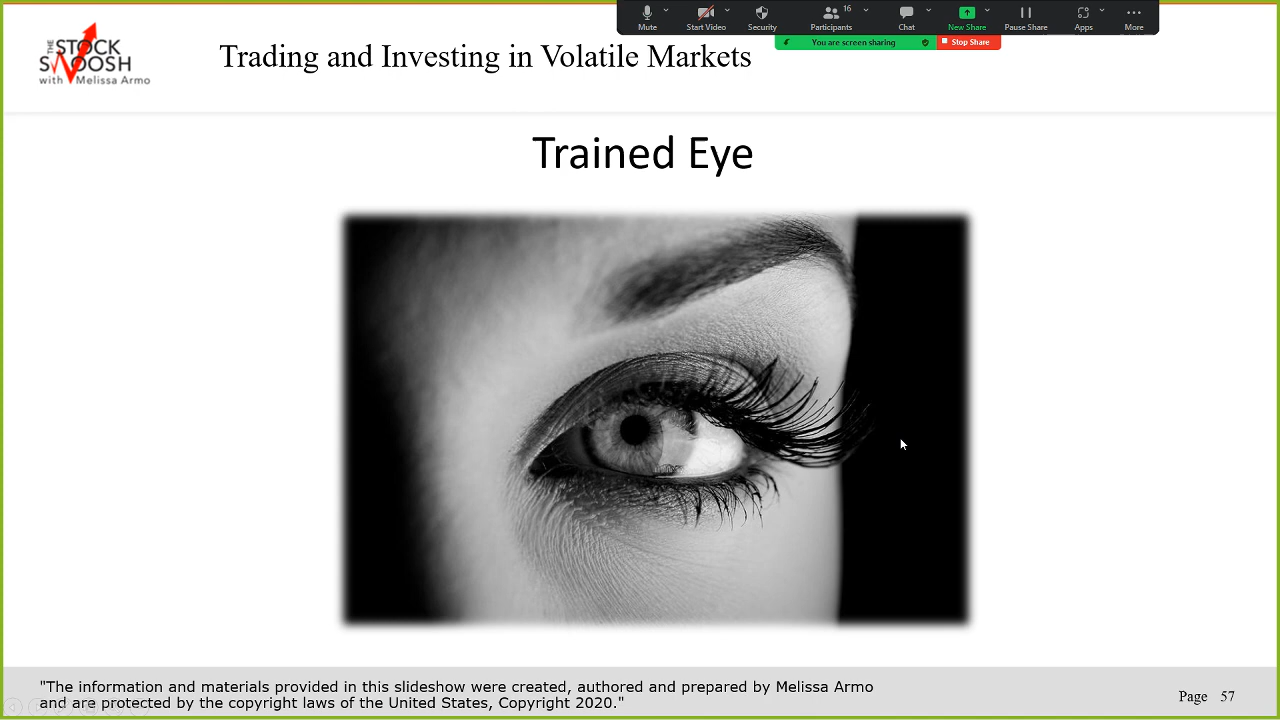 Mute
Start Video
Security
16
Participants
Chat
New Share
Pause Share
Apps
More
You are screen sharing
Stop Share
THE
STOCK
SWOOSH
with Melissa Armo
Trading and Investing in Volatile Markets
Trained Eye
"The information and materials provided in this slideshow were created, authored and prepared by Melissa Armo
and are protected by the copyright laws of the United States, Copyright 2020."
Page 57